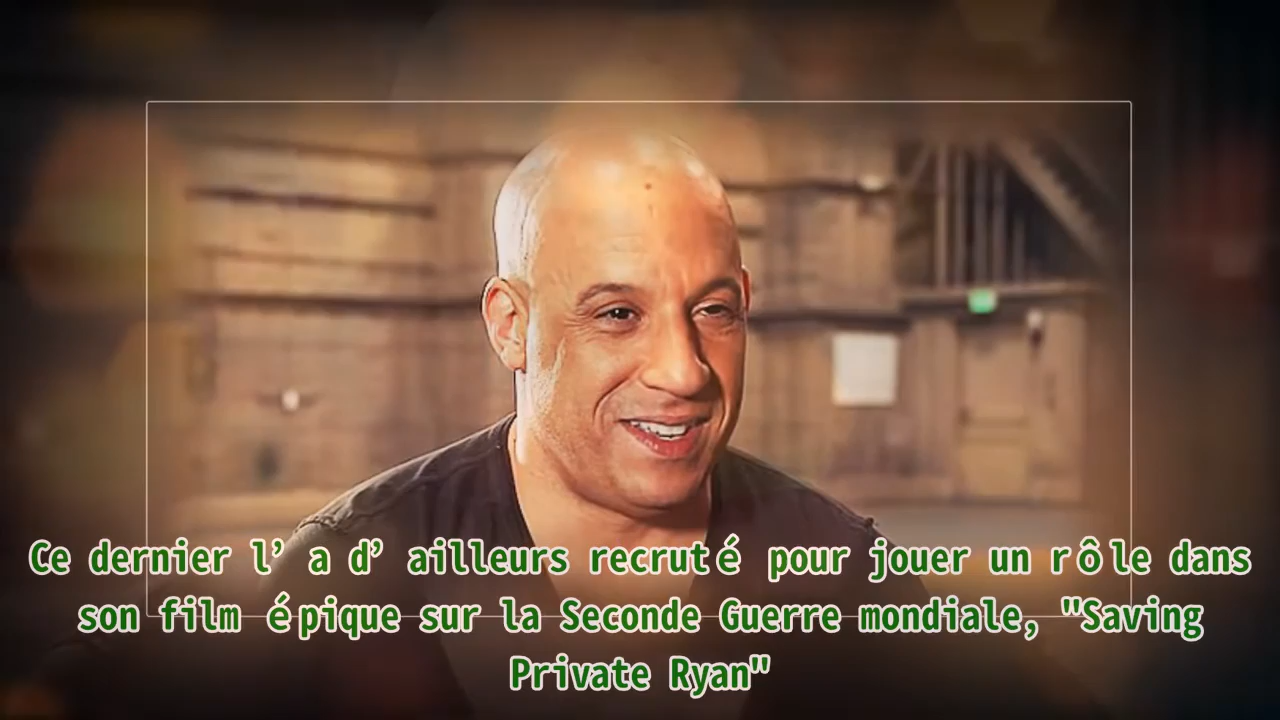 Ce dernier l’ a d’ ailleurs recruté pour jouer un rôle dans
son film épique sur la Seconde Guerre mondiale, "Saving
Private Ryan"